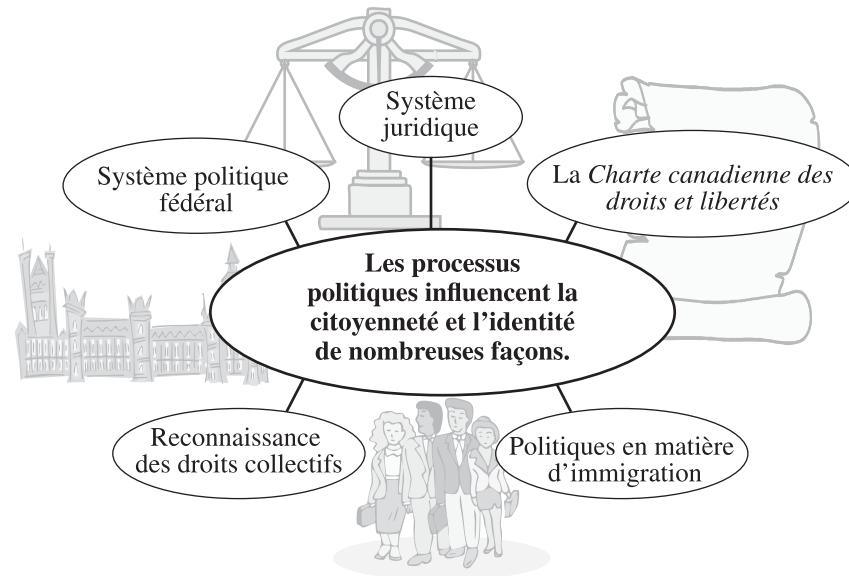 Système
juridique
Système politique
fédéral
La Charte canadienne des
droits et libertés
Les processus
politiques influencent la
citoyenneté et l'identité
de nombreuses façons.
Reconnaissance
des droits collectifs
Politiques en matière
d'immigration